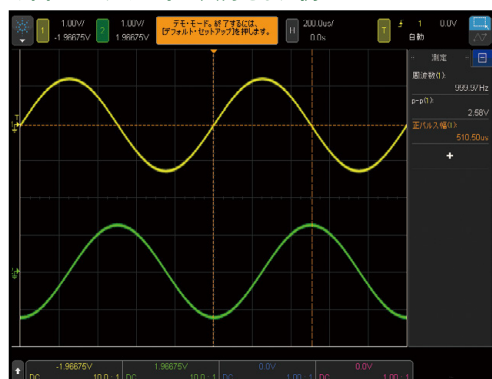 1 1.00V/ 2 1.00V/
-1.96675V 1.96675V
デモ・モード。終了するには、
[デフォルト・セットアップ]を押します。
H 200.0us/
0.0s
T 1 0.0V
自動
測定
周波数(1):
999.97Hz
p-p(1):
2.58V
正パルス幅(1):
510.50us
+
-1.96675V 1.96675V 0.0V 0.0V
DC 10.0 : 1 DC 10.0 : 1 DC 1.00 : 1 DC 1.00 : 1